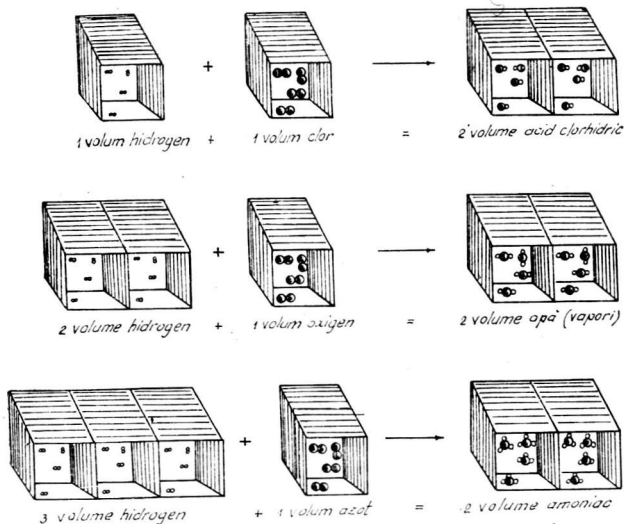 +
1 volum hidrogen + 1 volum clor = 2 volume acid clorhidric
+
2 volume hidrogen + 1 volum oxigen = 2 volume apă (vapori)
+
3 volume hidrogen + 1 volum azot = 2 volume amoniac